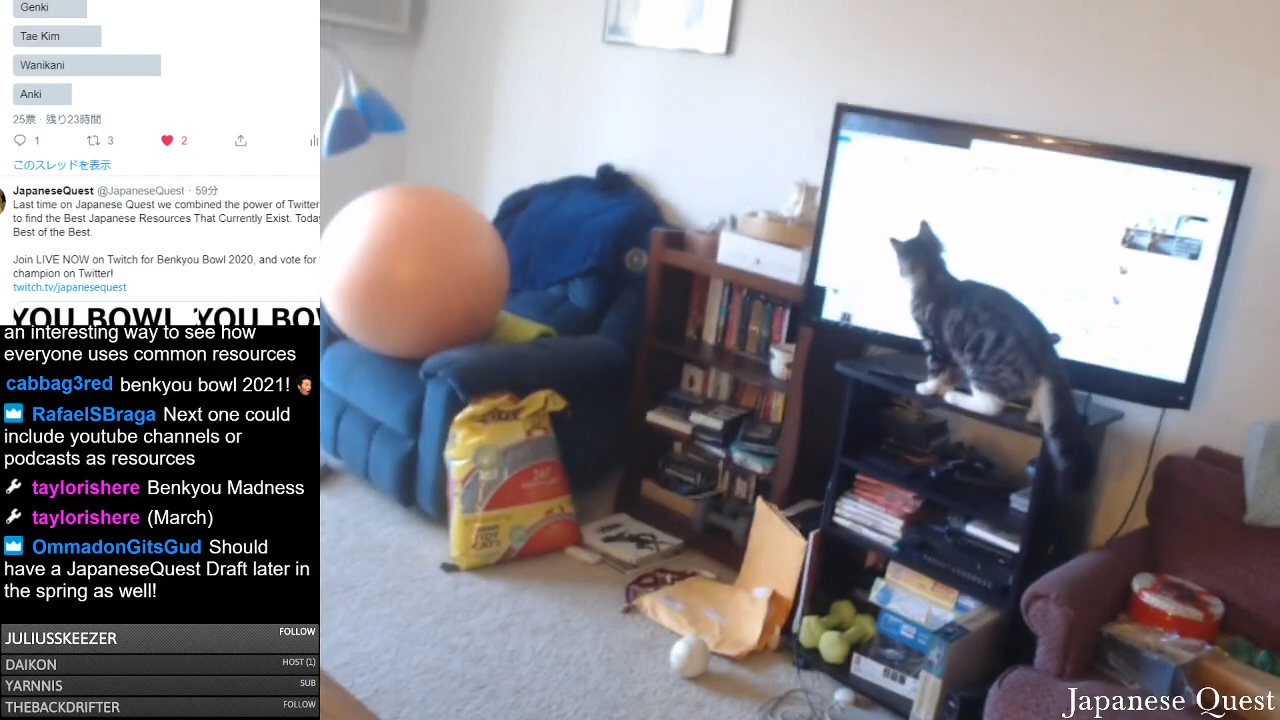 Genki
Tae Kim
Wanikani
Anki
25票 · 残り23時間
1 3 2
このスレッドを表示
JapaneseQuest @JapaneseQuest · 59分
Last time on Japanese Quest we combined the power of Twitter
to find the Best Japanese Resources That Currently Exist. Today
Best of the Best.
Join LIVE NOW on Twitch for Benkyou Bowl 2020, and vote for
champion on Twitter!
twitch.tv/japanesequest
YOU BOWL YOU BO
an interesting way to see how
everyone uses common resources
cabbag3red benkyou bowl 2021!
RafaelSBraga Next one could
include youtube channels or
podcasts as resources
taylorishere Benkyou Madness
taylorishere (March)
OmmadonGitsGud Should
have a JapaneseQuest Draft later in
the spring as well!
JULIUSSKEEZER FOLLOW
DAIKON HOST (1)
YARNNIS SUB
THEBACKDRIFTER FOLLOW
TIDY CATS
Japanese Quest